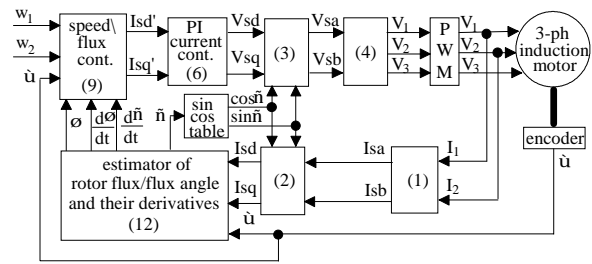 w1
w2
ù
speed\
flux
cont.
(9)
Isd'
Isq'
PI
current
cont.
(6)
Vsd
Vsq
(3)
Vsa
Vsb
(4)
V1
V2
V3
P
W
M
V1
V2
V3
3-ph
induction
motor
ø
dø
dt
dñ
dt
ñ
sin
cos
table
cosñ
sinñ
encoder
ù
estimator of
rotor flux/flux angle
and their derivatives
(12)
Isd
Isq
ù
(2)
Isa
Isb
(1)
I1
I2